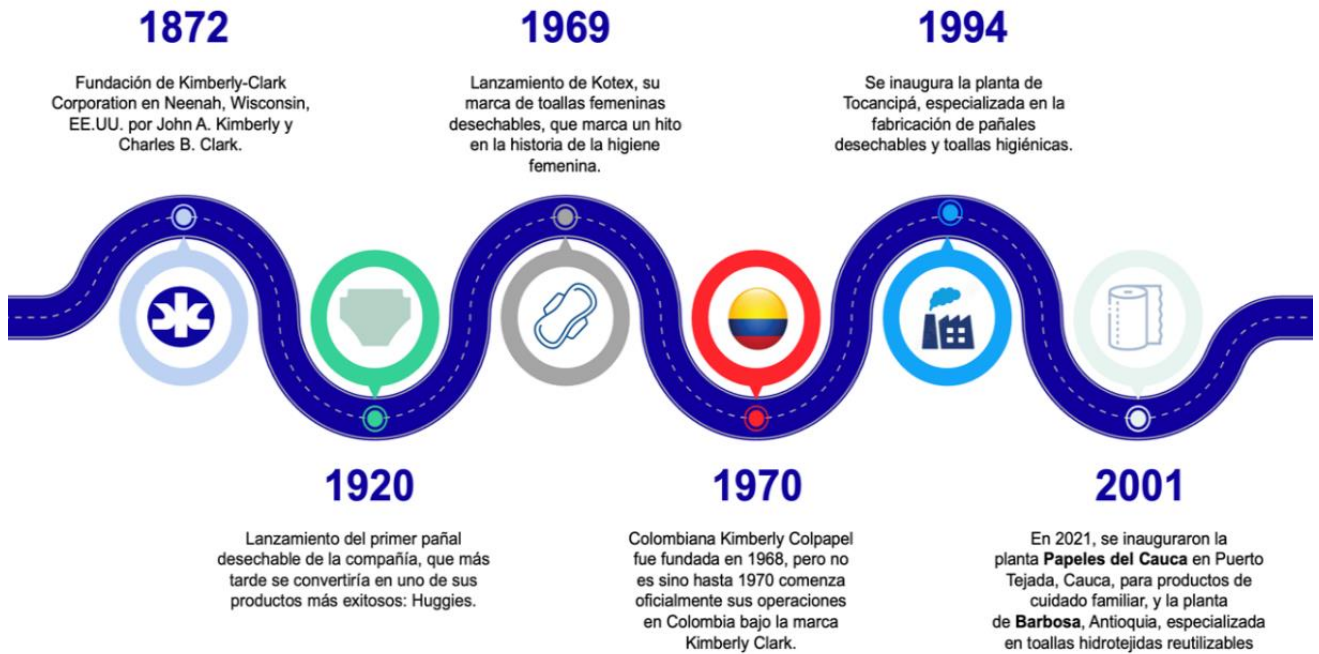 1872
Fundación de Kimberly-Clark
Corporation en Neenah, Wisconsin,
EE.UU. por John A. Kimberly y
Charles B. Clark.
1969
Lanzamiento de Kotex, su
marca de toallas femeninas
desechables, que marca un hito
en la historia de la higiene
femenina.
1994
Se inaugura la planta de
Tocancipá, especializada en la
fabricación de pañales
desechables y toallas higiénicas.
1920
Lanzamiento del primer pañal
desechable de la compañía, que más
tarde se convertiría en uno de sus
productos más exitosos: Huggies.
1970
Colombiana Kimberly Colpapel
fue fundada en 1968, pero no
es sino hasta 1970 comenza
oficialmente sus operaciones
en Colombia bajo la marca
Kimberly Clark.
2001
En 2021, se inauguraron la
planta Papeles del Cauca en Puerto
Tejada, Cauca, para productos de
cuidado familiar, y la planta
de Barbosa, Antioquia, especializada
en toallas hidrotejidas reutilizables